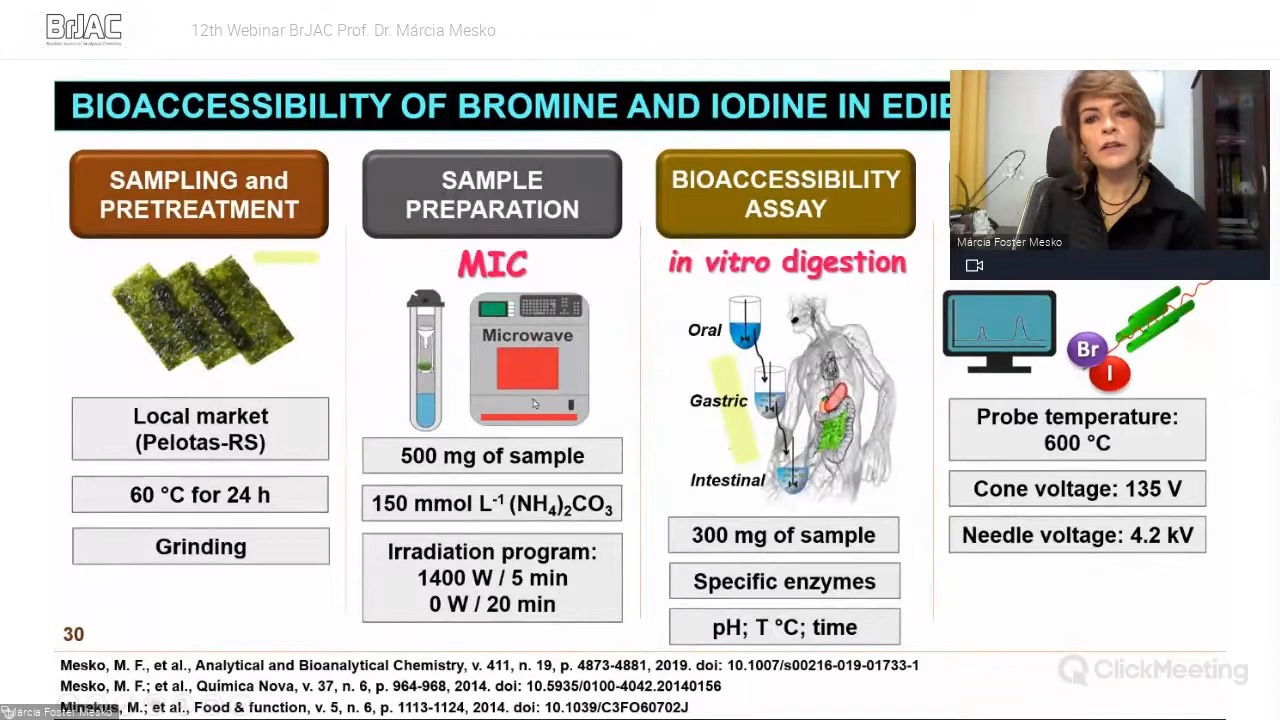 BrJAC
12th Webinar BrJAC Prof. Dr. Márcia Mesko
BIOACCESSIBILITY OF BROMINE AND IODINE IN
Márcia Foster Mesko
SAMPLING and
PRETREATMENT
Local market
(Pelotas-RS)
60 °C for 24 h
Grinding
SAMPLE
PREPARATION
MIC
Microwave
500 mg of sample
150 mmol L⁻¹ (NH₄)₂CO₃
Irradiation program:
1400 W / 5 min
0 W / 20 min
BIOACCESSIBILITY
ASSAY
in vitro digestion
Oral
Gastric
Intestinal
300 mg of sample
Specific enzymes
pH; T °C; time
Br
I
Probe temperature:
600 °C
Cone voltage: 135 V
Needle voltage: 4.2 kV
30
Mesko, M. F., et al., Analytical and Bioanalytical Chemistry, v. 411, n. 19, p. 4873-4881, 2019. doi: 10.1007/s00216-019-01733-1
Mesko, M. F.; et al., Química Nova, v. 37, n. 6, p. 964-968, 2014. doi: 10.5935/0100-4042.20140156
Minekus, M.; et al., Food & function, v. 5, n. 6, p. 1113-1124, 2014. doi: 10.1039/C3FO60702J
ClickMeeting
Márcia Foster Mesko